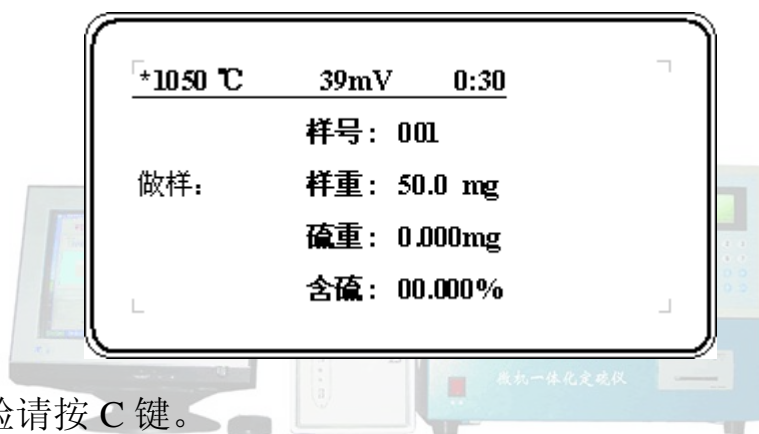 *1050 ℃ 39mV 0:30
样号: 001
做样: 样重: 50.0 mg
硫重: 0.000mg
含硫: 00.000%
微机一体化定硫仪
验请按 C 键。